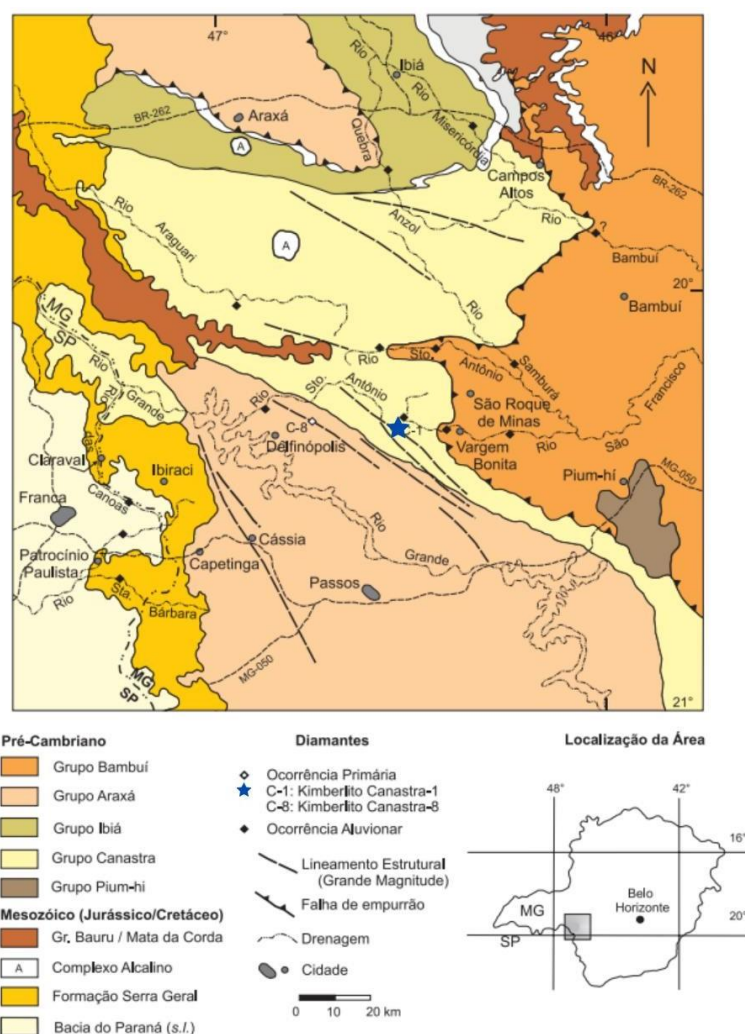 47°
46°
Ibiá
Rio
Rio
Misericórdia
N
BR-262
Araxá
Quebra
A
Campos
Altos
BR-262
Anzol
Rio
?
Rio
Araguari
A
Bambuí
20°
Bambuí
Rio
MG
SP
Rio
Grande
Rio
das
Canoas
Rio
Sto.
Antônio
Samburá
Francisco
São
Rio
Rio
Sto.
Antônio
C-8
Delfinópolis
São Roque
de Minas
Vargem
Bonita
Pium-hí
MG-050
Claraval
Ibiraci
Franca
Rio
Grande
Cássia
Capetinga
Passos
Patrocínio
Paulista
Rio
Sta.
Bárbara
MG-050
MG
SP
21°
Pré-Cambriano
Grupo Bambuí
Grupo Araxá
Grupo Ibiá
Grupo Canastra
Grupo Pium-hi
Mesozóico (Jurássico/Cretáceo)
Gr. Bauru / Mata da Corda
A Complexo Alcalino
Formação Serra Geral
Bacia do Paraná (s.l.)
Diamantes
Ocorrência Primária
C-1: Kimberlito Canastra-1
C-8: Kimberlito Canastra-8
Ocorrência Aluvionar
Lineamento Estrutural
(Grande Magnitude)
Falha de empurrão
Drenagem
Cidade
0 10 20 km
Localização da Área
48°
42°
16°
MG
Belo
Horizonte
20°
SP